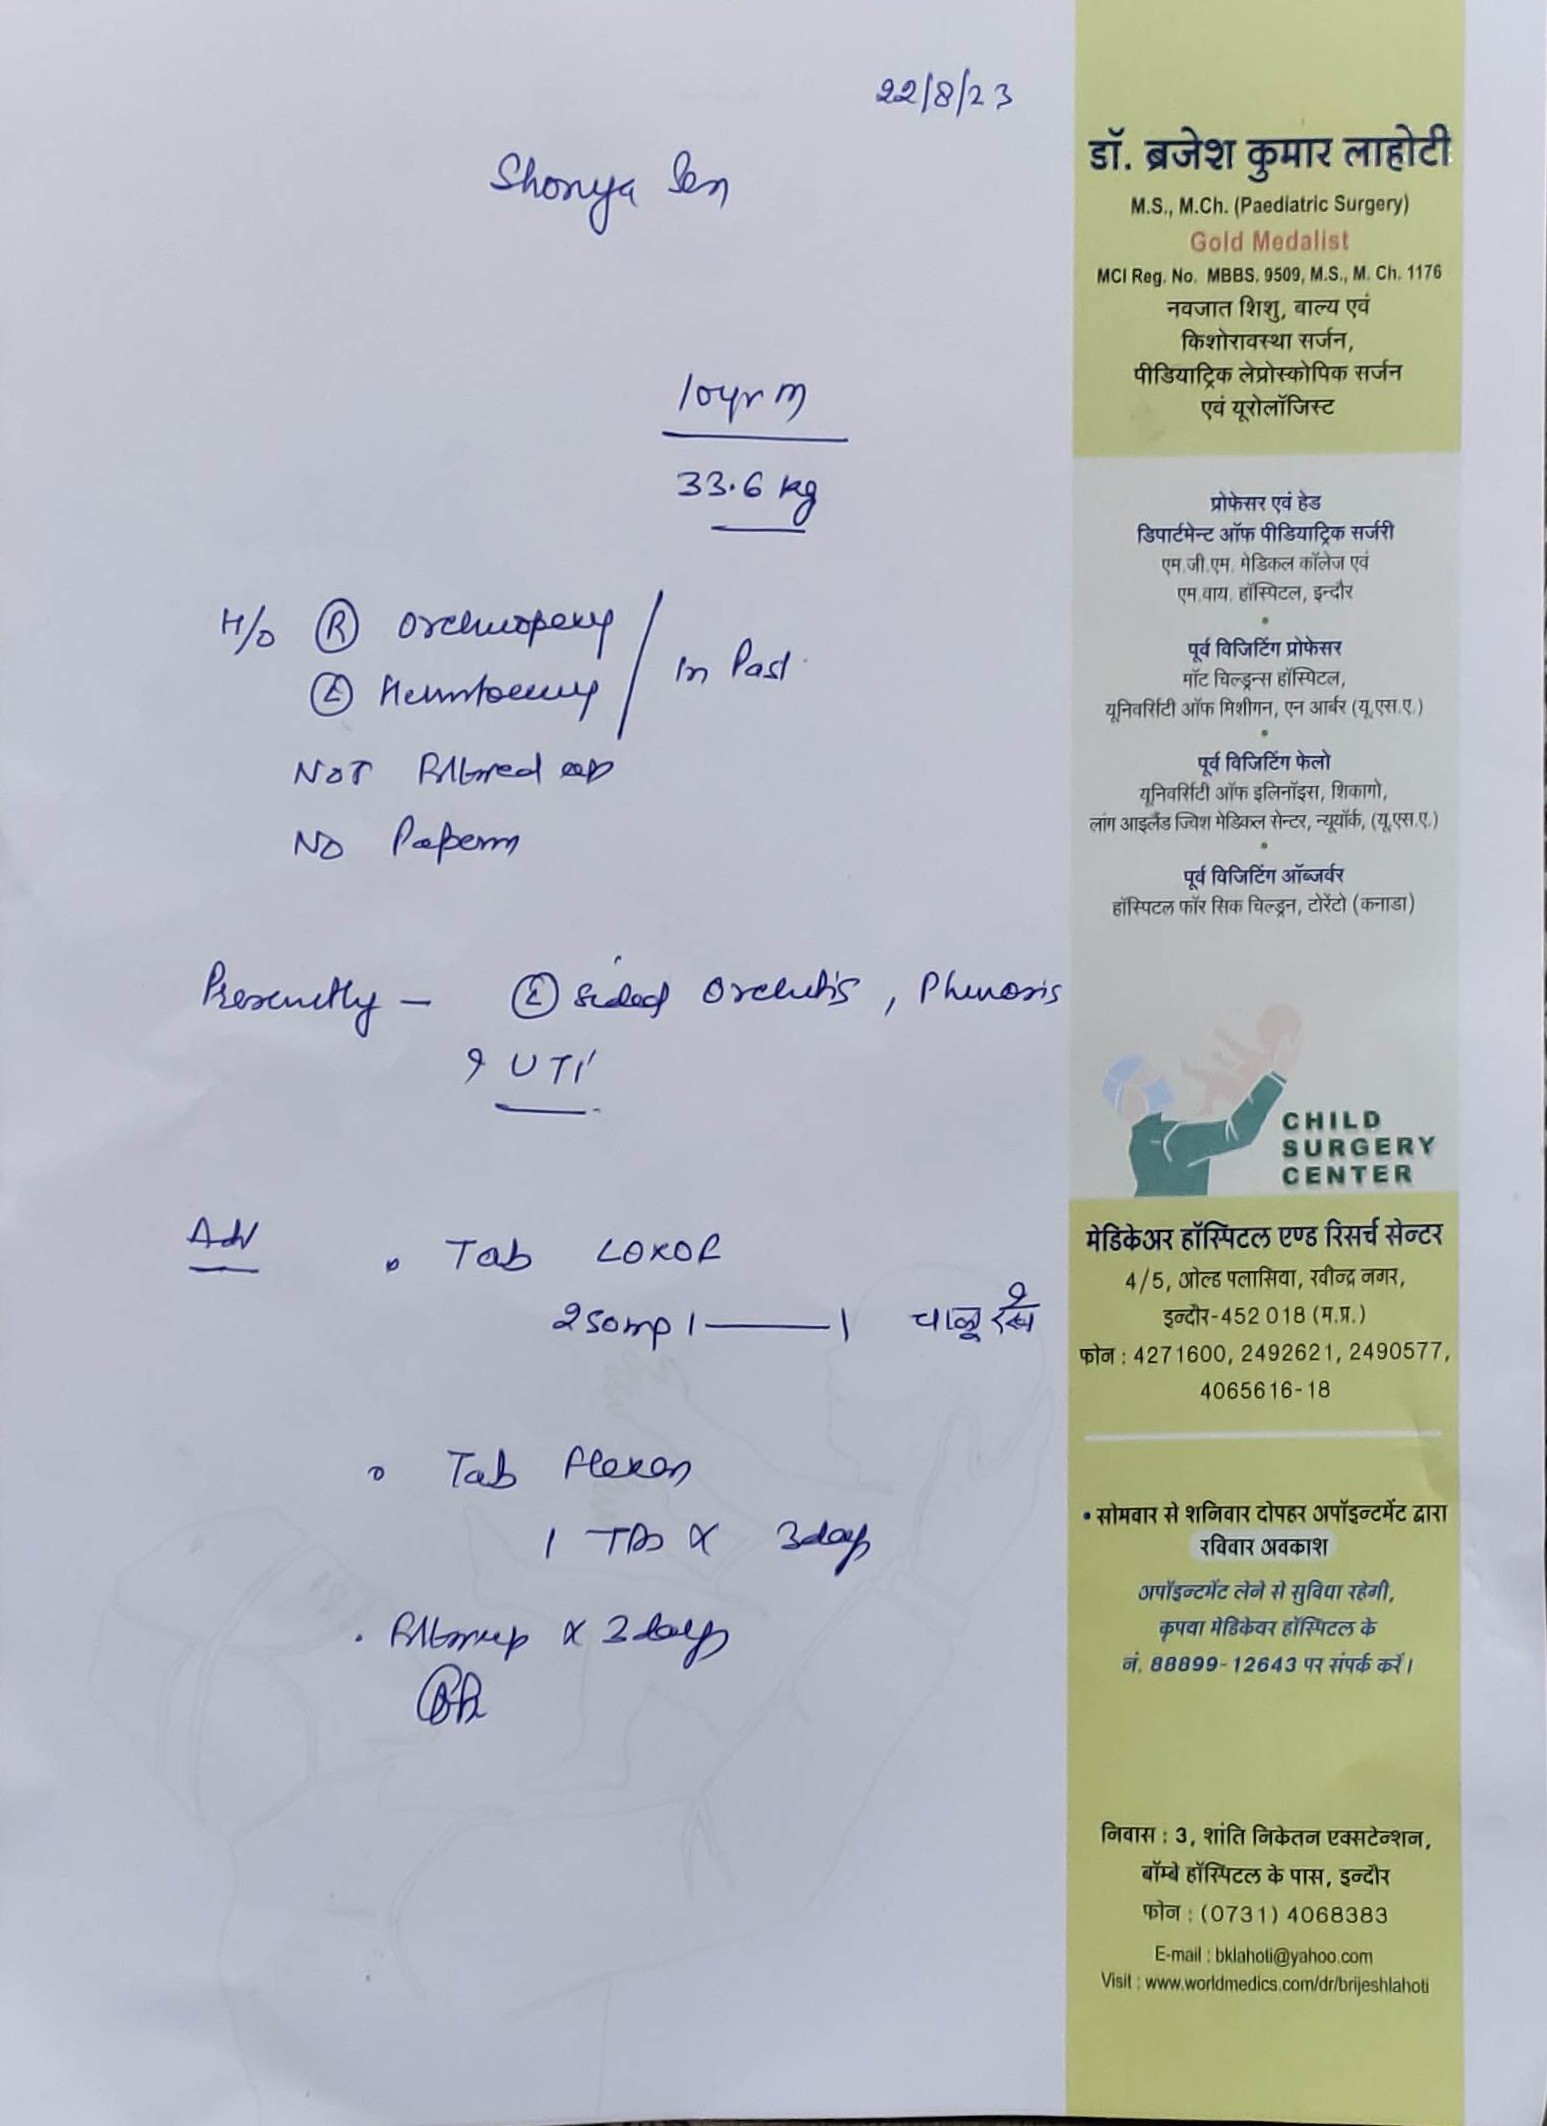 22/8/23
Shonya Sen
10yr m
33.6 kg
H/O Ⓡ Orchiopexy
Ⓛ Herniotomy
In Past
NOT followed up
No Papers
Presently – Ⓛ sided Orchitis, Phimosis
? UTI
Adv
• Tab LOXOF
250mg 1——1 चालू रखें
• Tab Flexon
1 TDS x 3days
• Followup x 3days
डॉ. ब्रजेश कुमार लाहोटी
M.S., M.Ch. (Paediatric Surgery)
Gold Medalist
MCI Reg. No. MBBS. 9509, M.S., M. Ch. 1176
नवजात शिशु, बाल्य एवं
किशोरावस्था सर्जन,
पीडियाट्रिक लेप्रोस्कोपिक सर्जन
एवं यूरोलॉजिस्ट
प्रोफेसर एवं हेड
डिपार्टमेन्ट ऑफ पीडियाट्रिक सर्जरी
एम.जी.एम. मेडिकल कॉलेज एवं
एम.वाय. हॉस्पिटल, इन्दौर
पूर्व विजिटिंग प्रोफेसर
मॉट चिल्ड्रन्स हॉस्पिटल,
यूनिवर्सिटी ऑफ मिशीगन, एन आर्बर (यू.एस.ए.)
पूर्व विजिटिंग फेलो
यूनिवर्सिटी ऑफ इलिनॉइस, शिकागो,
लांग आइलैंड ज्विश मेडिकल सेन्टर, न्यूयॉर्क, (यू.एस.ए.)
पूर्व विजिटिंग ऑब्जर्वर
हॉस्पिटल फॉर सिक चिल्ड्रन, टोरेंटो (कनाडा)
CHILD
SURGERY
CENTER
मेडिकेअर हॉस्पिटल एण्ड रिसर्च सेन्टर
4/5, ओल्ड पलासिया, रवीन्द्र नगर,
इन्दौर-452 018 (म.प्र.)
फोन : 4271600, 2492621, 2490577,
4065616-18
• सोमवार से शनिवार दोपहर अपॉइन्टमेंट द्वारा
रविवार अवकाश
अपॉइन्टमेंट लेने से सुविधा रहेगी,
कृपया मेडिकेयर हॉस्पिटल के
नं. 88899-12643 पर संपर्क करें।
निवास : 3, शांति निकेतन एक्सटेन्शन,
बॉम्बे हॉस्पिटल के पास, इन्दौर
फोन : (0731) 4068383
E-mail : bklahoti@yahoo.com
Visit : www.worldmedics.com/dr/brijeshlahoti